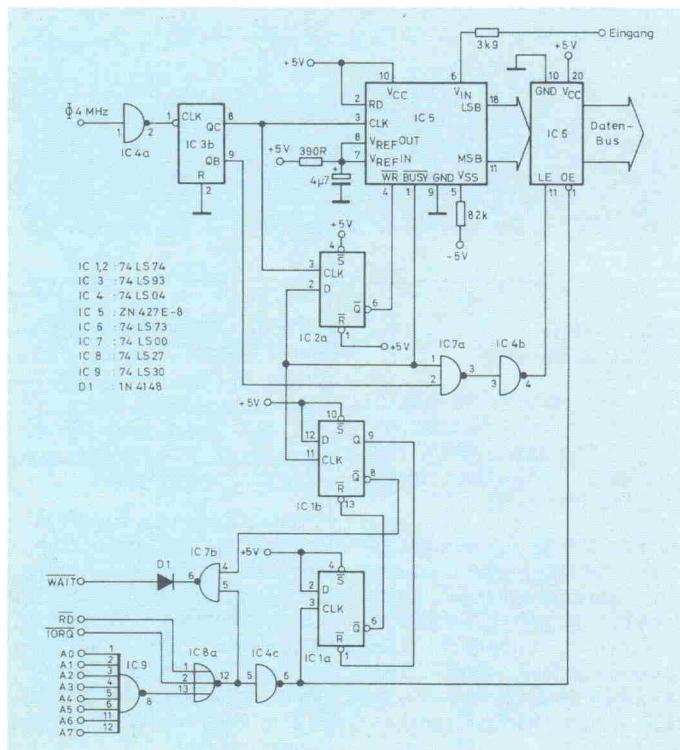 3k9
Eingang
+5V
+5V
10
6
10
20
VCC
VIN
GND
VCC
Φ 4 MHz
2
RD
LSB
18
1
2
IC 4a
1
CLK
QC
8
3
CLK
IC 5
IC 6
Daten-
Bus
IC 3b
8
VREF OUT
QB
9
+5V
390R
7
VREF IN
MSB
11
R
2
+
4µ7
WR
BUSY
GND
VSS
LE
OE
4
1
9
5
11
1
82k
-5V
+5V
4
S
3
CLK
2
D
Q
6
IC 2a
R
1
+5V
IC 1,2 : 74 LS 74
IC 3 : 74 LS 93
IC 4 : 74 LS 04
IC 5 : ZN 427 E-8
IC 6 : 74 LS 73
IC 7 : 74 LS 00
IC 8 : 74 LS 27
IC 9 : 74 LS 30
D1 : 1N 4148
IC7a
1
2
3
IC 4b
3
4
+5V
10
S
12
D
Q
9
11
CLK
Q
8
R
13
IC 1b
+5V
4
S
2
D
3
CLK
Q
6
R
1
IC 1a
WAIT
D1
IC 7b
6
4
5
RD
IORQ
IC 8a
1
2
13
12
IC 4c
5
6
A0
1
A1
2
A2
3
A3
4
A4
5
A5
6
A6
11
A7
12
IC 9
8